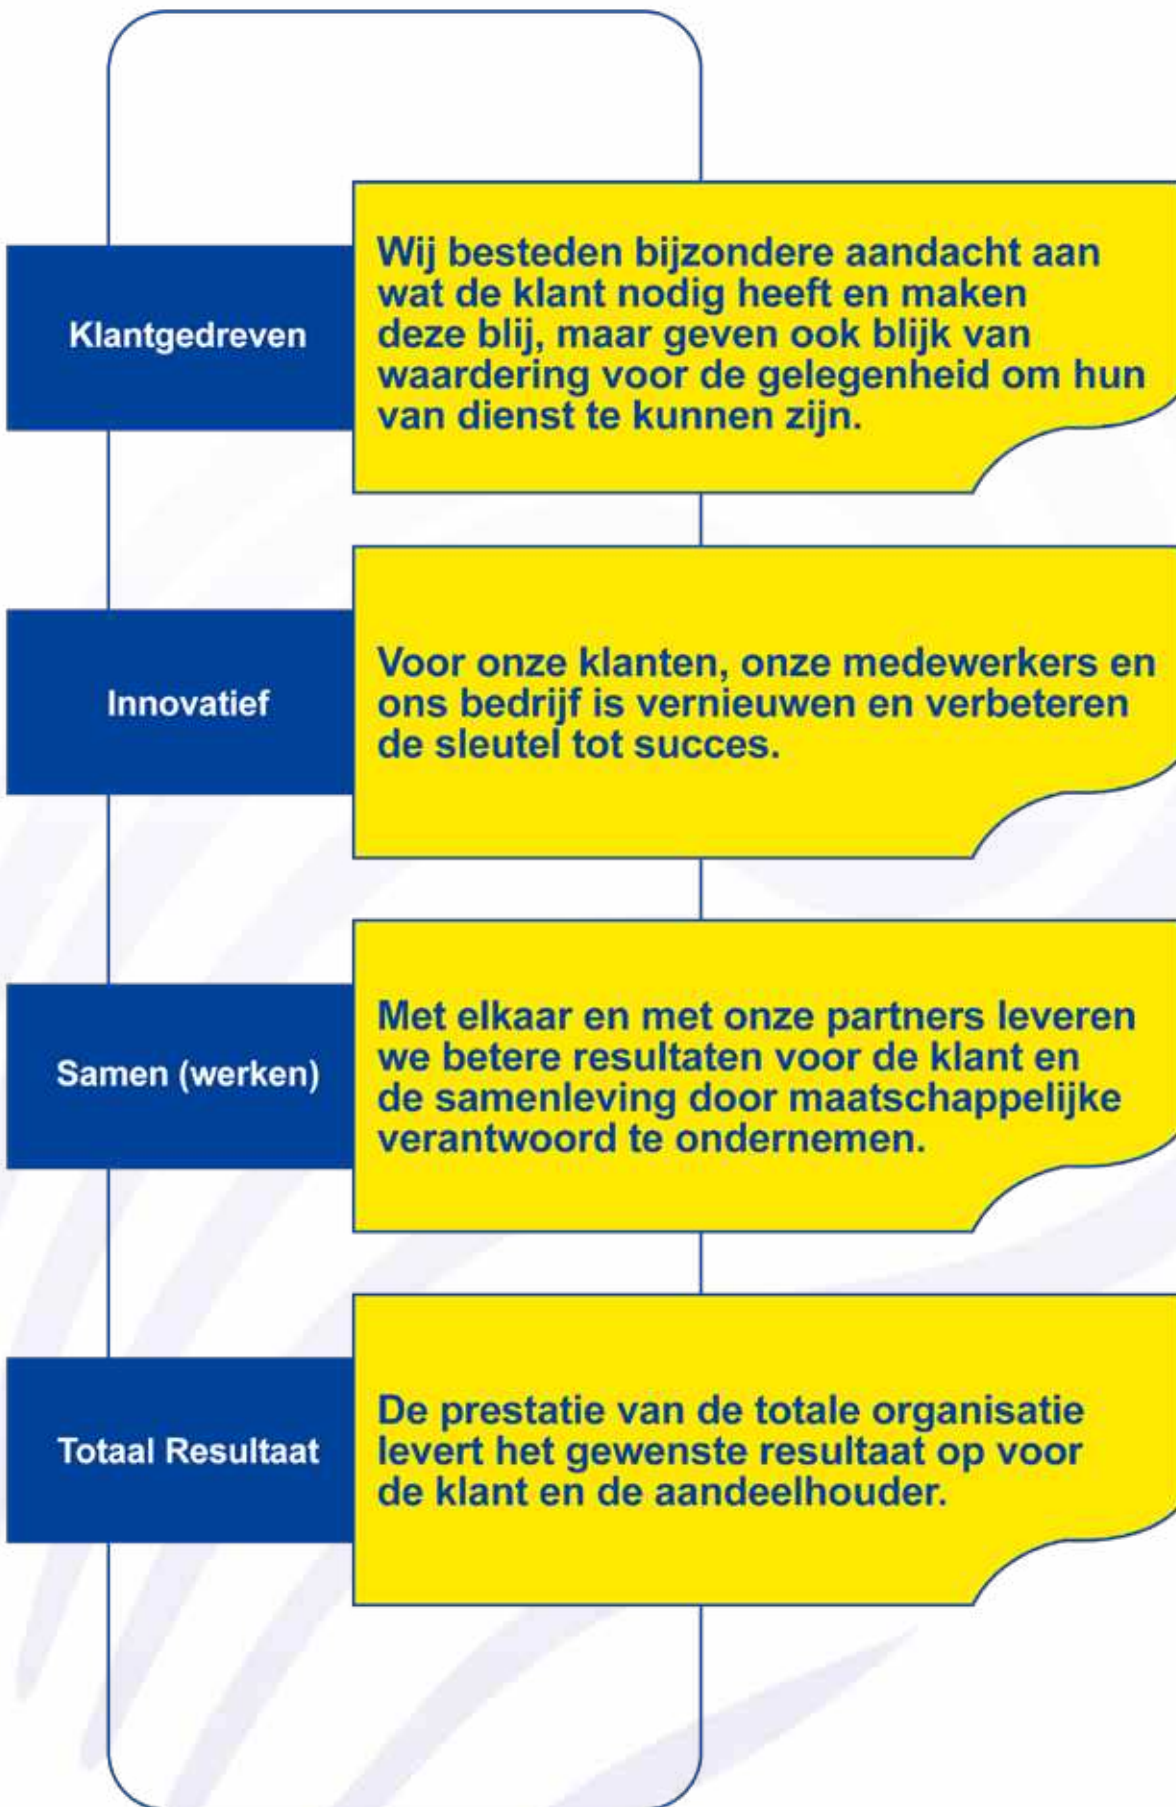 Klantgedreven
Wij besteden bijzondere aandacht aan
wat de klant nodig heeft en maken
deze blij, maar geven ook blijk van
waardering voor de gelegenheid om hun
van dienst te kunnen zijn.
Innovatief
Voor onze klanten, onze medewerkers en
ons bedrijf is vernieuwen en verbeteren
de sleutel tot succes.
Samen (werken)
Met elkaar en met onze partners leveren
we betere resultaten voor de klant en
de samenleving door maatschappelijke
verantwoord te ondernemen.
Totaal Resultaat
De prestatie van de totale organisatie
levert het gewenste resultaat op voor
de klant en de aandeelhouder.